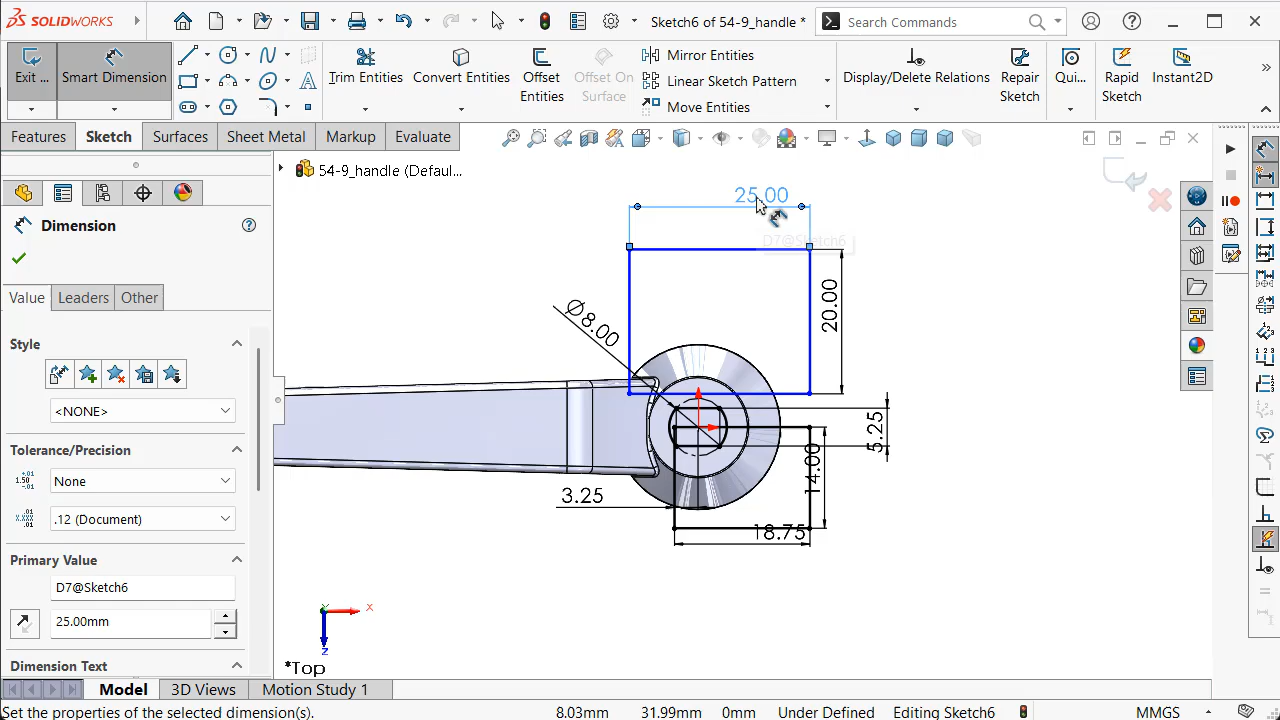 SOLIDWORKS
Sketch6 of 54-9_handle *
Search Commands
Exit ...
Smart Dimension
Trim Entities
Convert Entities
Offset Entities
Offset On Surface
Mirror Entities
Linear Sketch Pattern
Move Entities
Display/Delete Relations
Repair Sketch
Qui...
Rapid Sketch
Instant2D
Features
Sketch
Surfaces
Sheet Metal
Markup
Evaluate
54-9_handle (Defaul...
Dimension
Value
Leaders
Other
Style
<NONE>
Tolerance/Precision
None
.12 (Document)
Primary Value
D7@Sketch6
25.00mm
Dimension Text
25.00
D7@Sketch6
20.00
Ø8.00
5.25
14.00
3.25
18.75
X
Y
Z
*Top
Model
3D Views
Motion Study 1
Set the properties of the selected dimension(s).
8.03mm
31.99mm
0mm
Under Defined
Editing Sketch6
MMGS